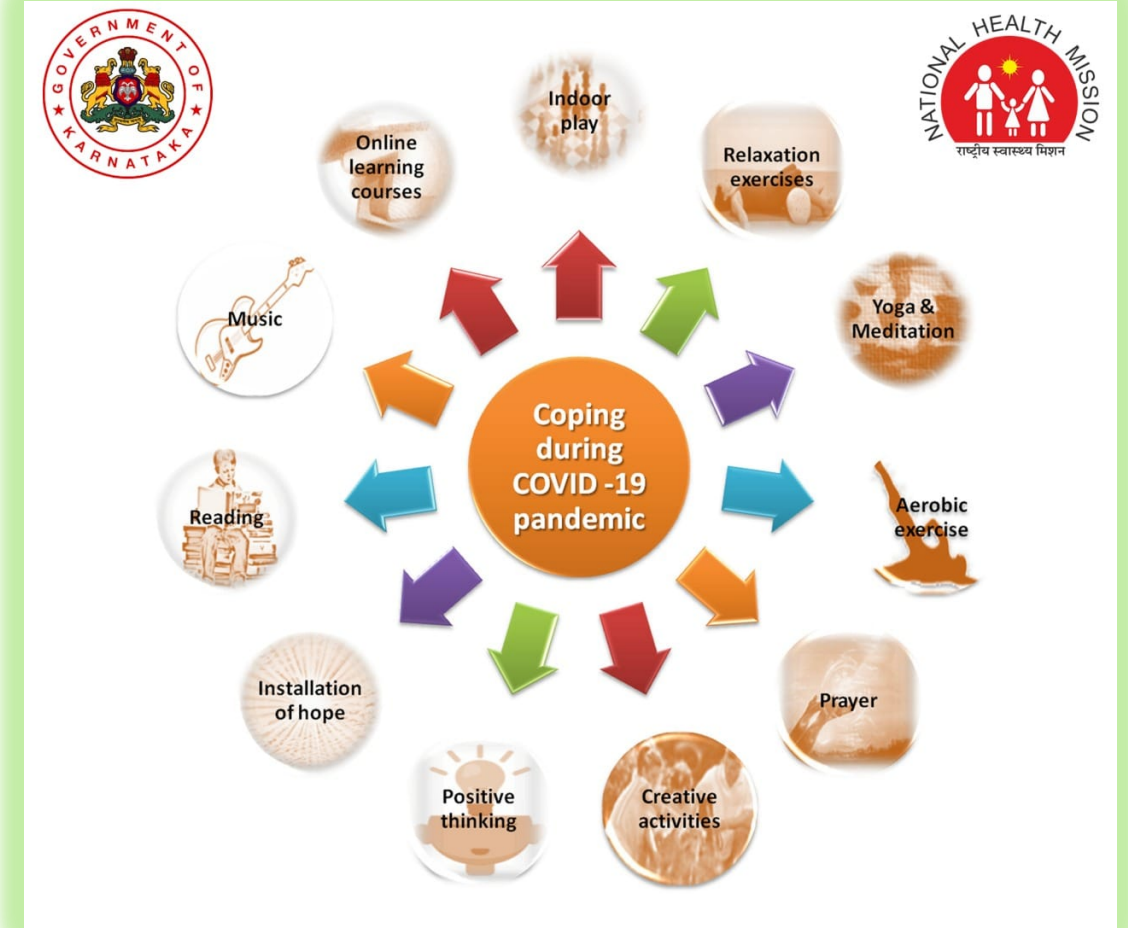 GOVERNMENT OF
KARNATAKA
NATIONAL HEALTH MISSION
राष्ट्रीय स्वास्थ्य मिशन
Indoor
play
Relaxation
exercises
Yoga &
Meditation
Aerobic
exercise
Prayer
Creative
activities
Positive
thinking
Installation
of hope
Reading
Music
Online
learning
courses
Coping
during
COVID -19
pandemic